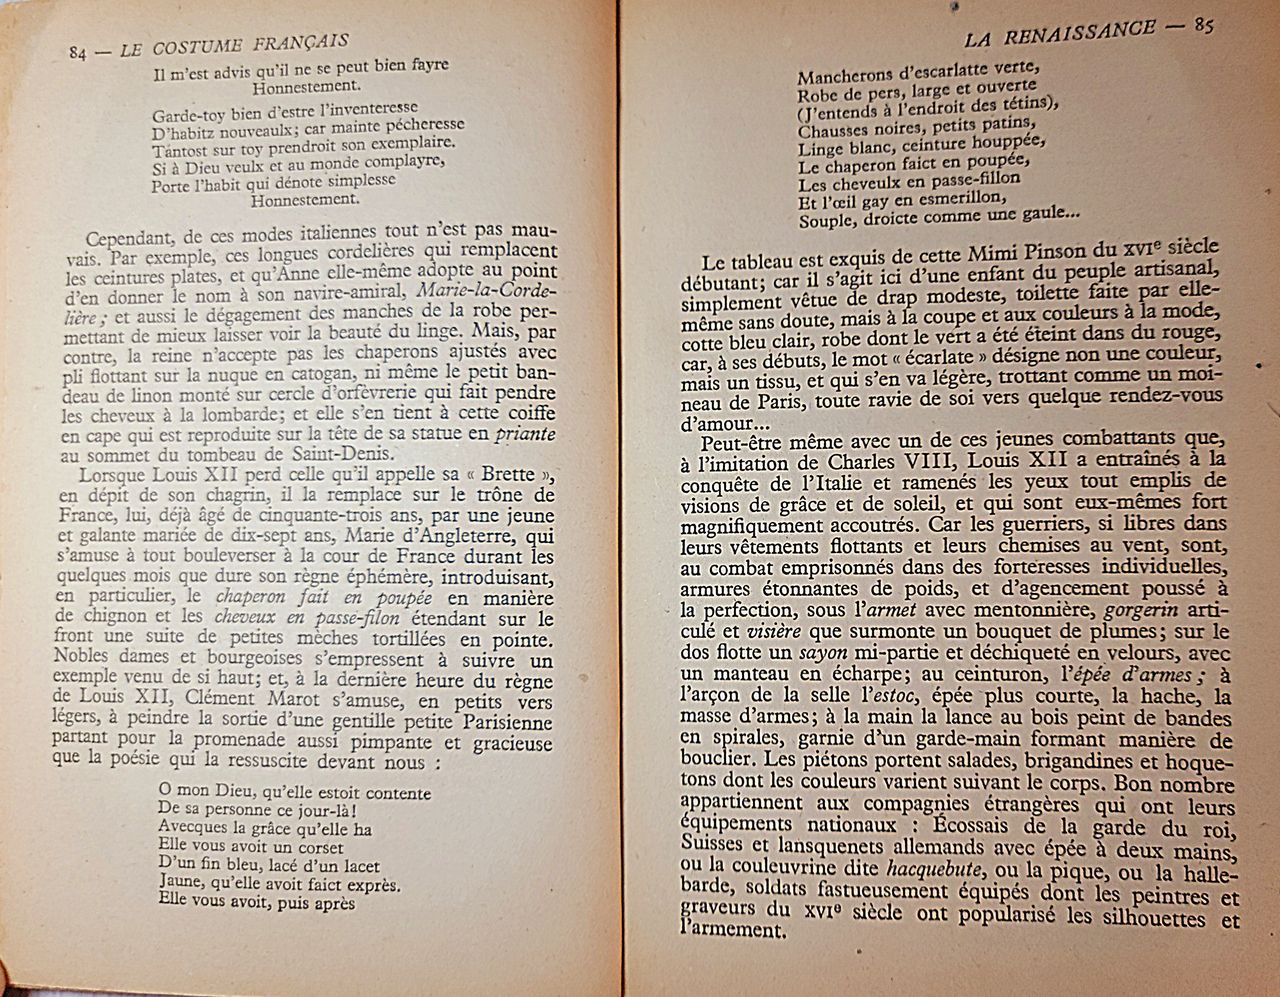 84 — LE COSTUME FRANÇAIS
Il m'est advis qu'il ne se peut bien fayre
Honnestement.
Garde-toy bien d'estre l'inventeresse
D'habitz nouveaulx; car mainte pécheresse
Tantost sur toy prendroit son exemplaire.
Si à Dieu veulx et au monde complayre,
Porte l'habit qui dénote simplesse
Honnestement.
Cependant, de ces modes italiennes tout n'est pas mau-
vais. Par exemple, ces longues cordelières qui remplacent
les ceintures plates, et qu'Anne elle-même adopte au point
d'en donner le nom à son navire-amiral, Marie-la-Corde-
lière; et aussi le dégagement des manches de la robe per-
mettant de mieux laisser voir la beauté du linge. Mais, par
contre, la reine n'accepte pas les chaperons ajustés avec
pli flottant sur la nuque en catogan, ni même le petit ban-
deau de linon monté sur cercle d'orfèvrerie qui fait pendre
les cheveux à la lombarde; et elle s'en tient à cette coiffe
en cape qui est reproduite sur la tête de sa statue en priante
au sommet du tombeau de Saint-Denis.
Lorsque Louis XII perd celle qu'il appelle sa « Brette »,
en dépit de son chagrin, il la remplace sur le trône de
France, lui, déjà âgé de cinquante-trois ans, par une jeune
et galante mariée de dix-sept ans, Marie d'Angleterre, qui
s'amuse à tout bouleverser à la cour de France durant les
quelques mois que dure son règne éphémère, introduisant,
en particulier, le chaperon fait en poupée en manière
de chignon et les cheveux en passe-filon étendant sur le
front une suite de petites mèches tortillées en pointe.
Nobles dames et bourgeoises s'empressent à suivre un
exemple venu de si haut; et, à la dernière heure du règne
de Louis XII, Clément Marot s'amuse, en petits vers
légers, à peindre la sortie d'une gentille petite Parisienne
partant pour la promenade aussi pimpante et gracieuse
que la poésie qui la ressuscite devant nous :
O mon Dieu, qu'elle estoit contente
De sa personne ce jour-là!
Avecques la grâce qu'elle ha
Elle vous avoit un corset
D'un fin bleu, lacé d'un lacet
Jaune, qu'elle avoit faict exprès.
Elle vous avoit, puis après
LA RENAISSANCE — 85
Mancherons d'escarlatte verte,
Robe de pers, large et ouverte
(J'entends à l'endroit des tétins),
Chausses noires, petits patins,
Linge blanc, ceinture houppée,
Le chaperon faict en poupée,
Les cheveulx en passe-fillon
Et l'œil gay en esmerillon,
Souple, droicte comme une gaule...
Le tableau est exquis de cette Mimi Pinson du XVIe siècle
débutant; car il s'agit ici d'une enfant du peuple artisanal,
simplement vêtue de drap modeste, toilette faite par elle-
même sans doute, mais à la coupe et aux couleurs à la mode,
cotte bleu clair, robe dont le vert a été éteint dans du rouge,
car, à ses débuts, le mot « écarlate » désigne non une couleur,
mais un tissu, et qui s'en va légère, trottant comme un moi-
neau de Paris, toute ravie de soi vers quelque rendez-vous
d'amour...
Peut-être même avec un de ces jeunes combattants que,
à l'imitation de Charles VIII, Louis XII a entraînés à la
conquête de l'Italie et ramenés les yeux tout emplis de
visions de grâce et de soleil, et qui sont eux-mêmes fort
magnifiquement accoutrés. Car les guerriers, si libres dans
leurs vêtements flottants et leurs chemises au vent, sont,
au combat emprisonnés dans des forteresses individuelles,
armures étonnantes de poids, et d'agencement poussé à
la perfection, sous l'armet avec mentonnière, gorgerin arti-
culé et visière que surmonte un bouquet de plumes; sur le
dos flotte un sayon mi-partie et déchiqueté en velours, avec
un manteau en écharpe; au ceinturon, l'épée d'armes; à
l'arçon de la selle l'estoc, épée plus courte, la hache, la
masse d'armes; à la main la lance au bois peint de bandes
en spirales, garnie d'un garde-main formant manière de
bouclier. Les piétons portent salades, brigandines et hoque-
tons dont les couleurs varient suivant le corps. Bon nombre
appartiennent aux compagnies étrangères qui ont leurs
équipements nationaux : Écossais de la garde du roi,
Suisses et lansquenets allemands avec épée à deux mains,
ou la couleuvrine dite hacquebute, ou la pique, ou la halle-
barde, soldats fastueusement équipés dont les peintres et
graveurs du XVIe siècle ont popularisé les silhouettes et
l'armement.